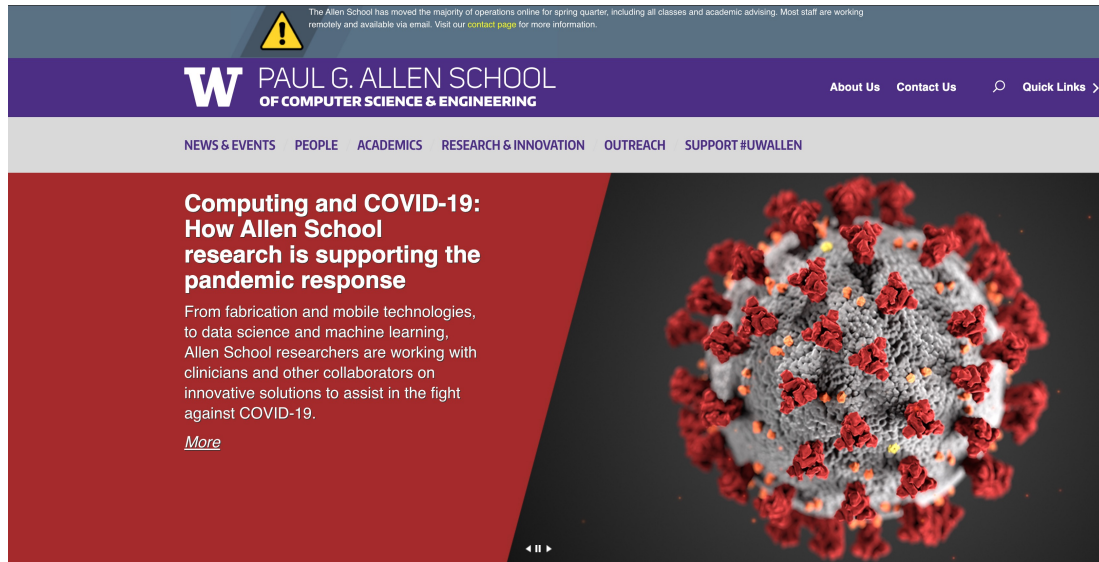 The Allen School has moved the majority of operations online for spring quarter, including all classes and academic advising. Most staff are working
remotely and available via email. Visit our contact page for more information.
W PAUL G. ALLEN SCHOOL
OF COMPUTER SCIENCE & ENGINEERING
About Us Contact Us Quick Links
NEWS & EVENTS PEOPLE ACADEMICS RESEARCH & INNOVATION OUTREACH SUPPORT #UWALLEN
Computing and COVID-19:
How Allen School
research is supporting the
pandemic response
From fabrication and mobile technologies,
to data science and machine learning,
Allen School researchers are working with
clinicians and other collaborators on
innovative solutions to assist in the fight
against COVID-19.
More